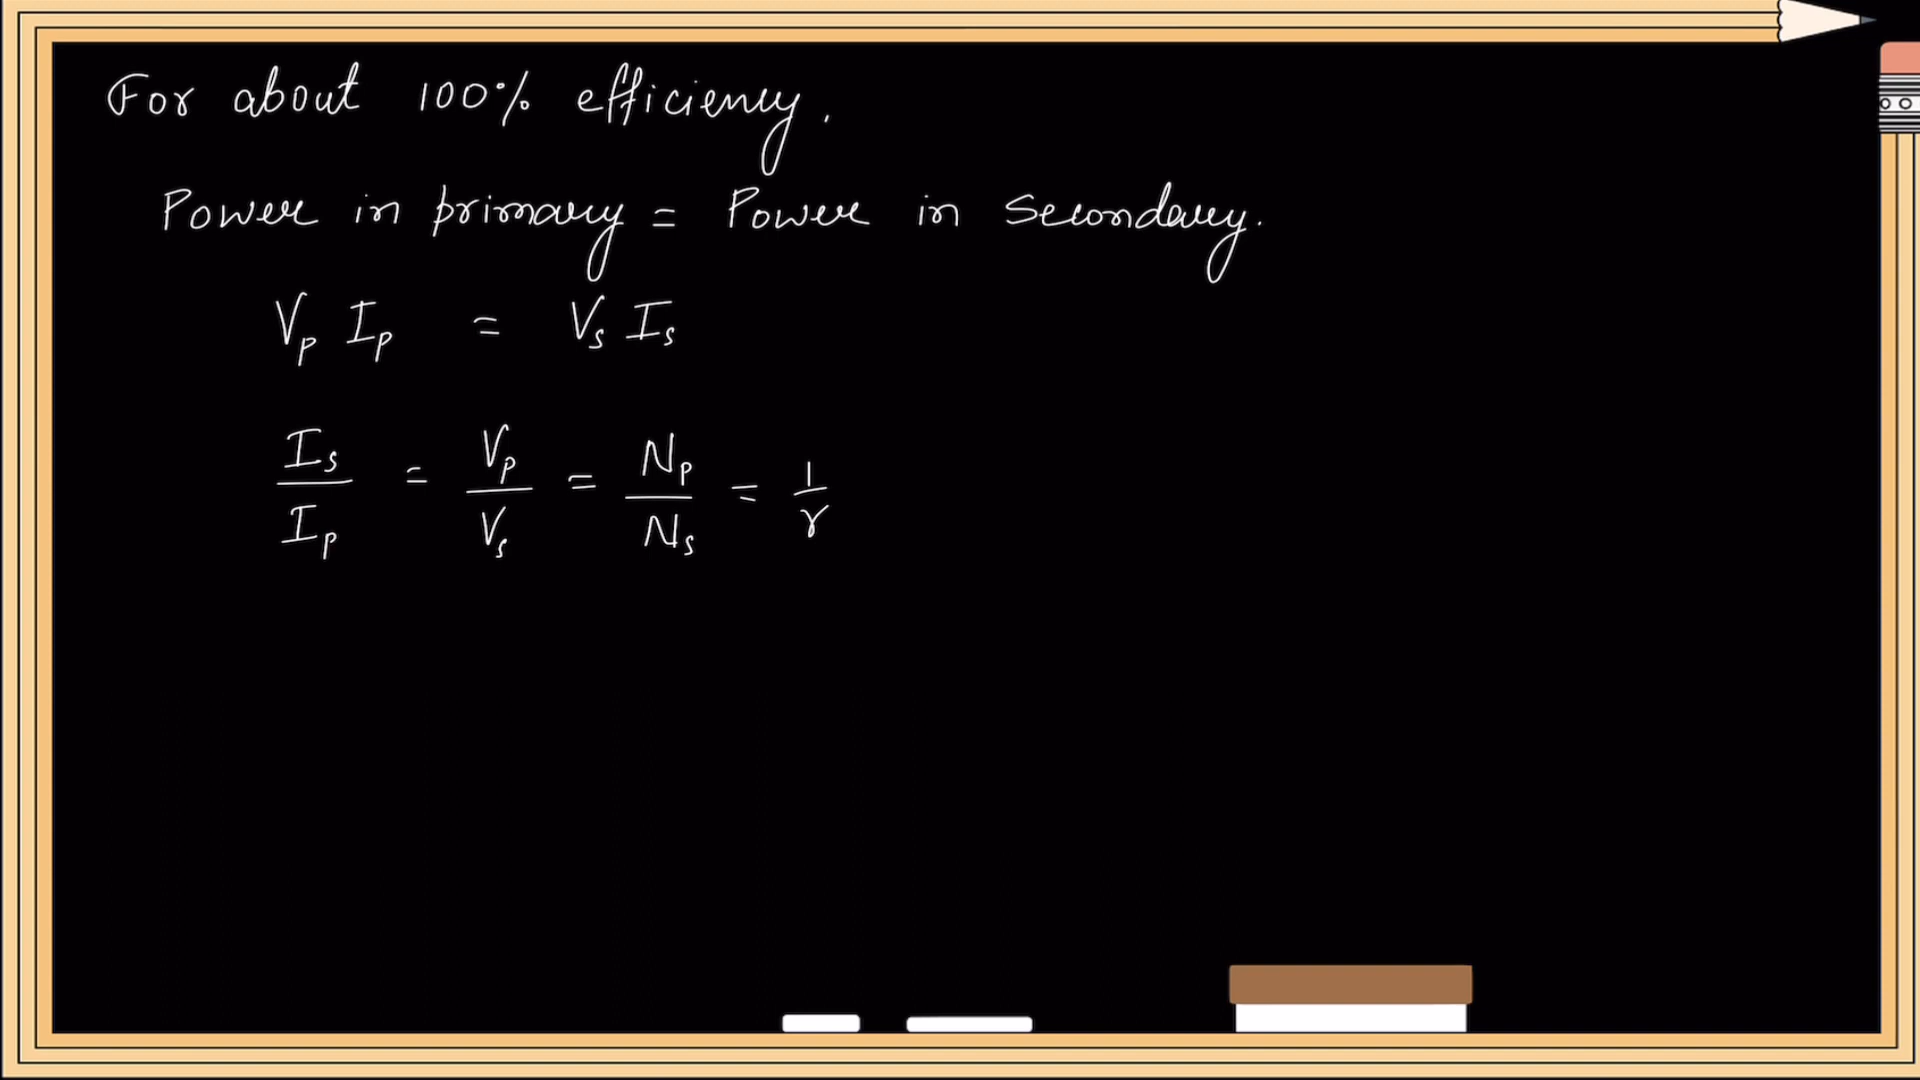 For about 100% efficiency.
Power in primary = Power in Secondary.
Vp Ip = Vs Is
Is/Ip = Vp/Vs = Np/Ns = 1/r